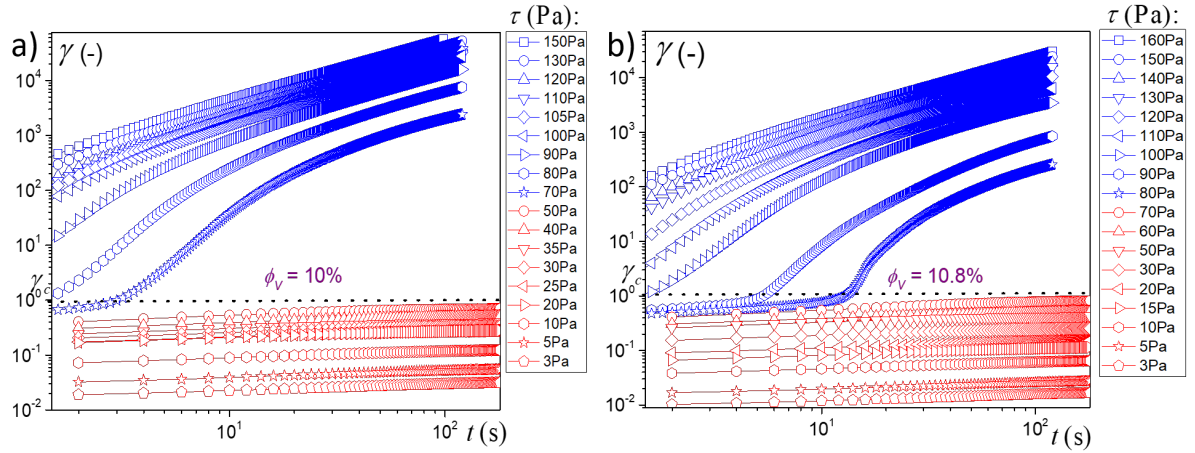 a)
γ (-)
10^4
10^3
10^2
10^1
γc
10^0
10^-1
10^-2
ϕV = 10%
10^1
10^2
t (s)
τ (Pa):
150Pa
130Pa
120Pa
110Pa
105Pa
100Pa
90Pa
80Pa
70Pa
50Pa
40Pa
35Pa
30Pa
25Pa
20Pa
10Pa
5Pa
3Pa
b)
γ (-)
10^4
10^3
10^2
10^1
γc
10^0
10^-1
10^-2
ϕV = 10.8%
10^1
10^2
t (s)
τ (Pa):
160Pa
150Pa
140Pa
130Pa
120Pa
110Pa
100Pa
90Pa
80Pa
70Pa
60Pa
50Pa
30Pa
20Pa
15Pa
10Pa
5Pa
3Pa